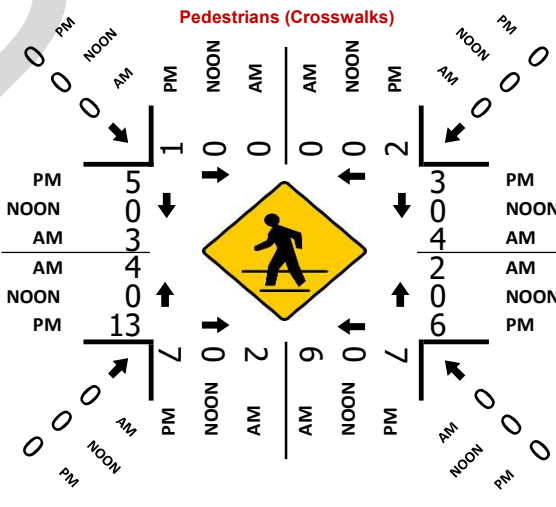 Pedestrians (Crosswalks)
PM NOON AM
0 0 0
PM NOON AM AM NOON PM
1 0 0 0 0 2
PM NOON AM
0 0 0
PM 5 3 PM
NOON 0 0 NOON
AM 3 4 AM
AM 4 2 AM
NOON 0 0 NOON
PM 13 6 PM
7 0 2 6 0 7
PM NOON AM AM NOON PM
0 0 0
AM NOON PM
0 0 0
AM NOON PM